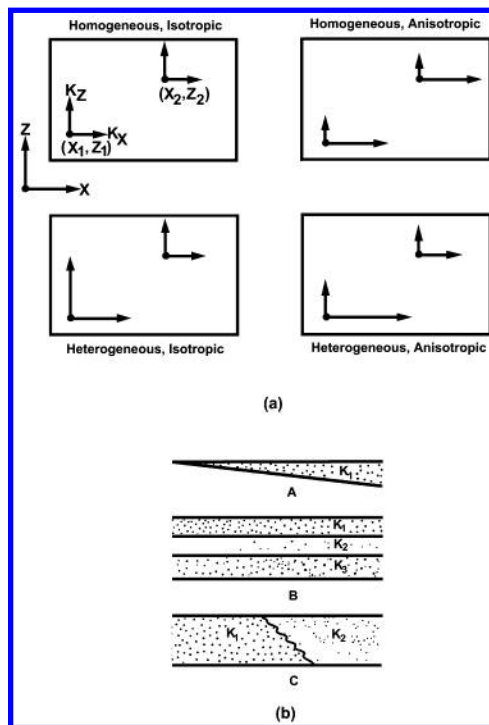 Homogeneous, Isotropic
Homogeneous, Anisotropic
(X2,Z2)
KZ
KX
(X1,Z1)
Z
X
Heterogeneous, Isotropic
Heterogeneous, Anisotropic
(a)
K1
A
K1
K2
K3
B
K1
K2
C
(b)